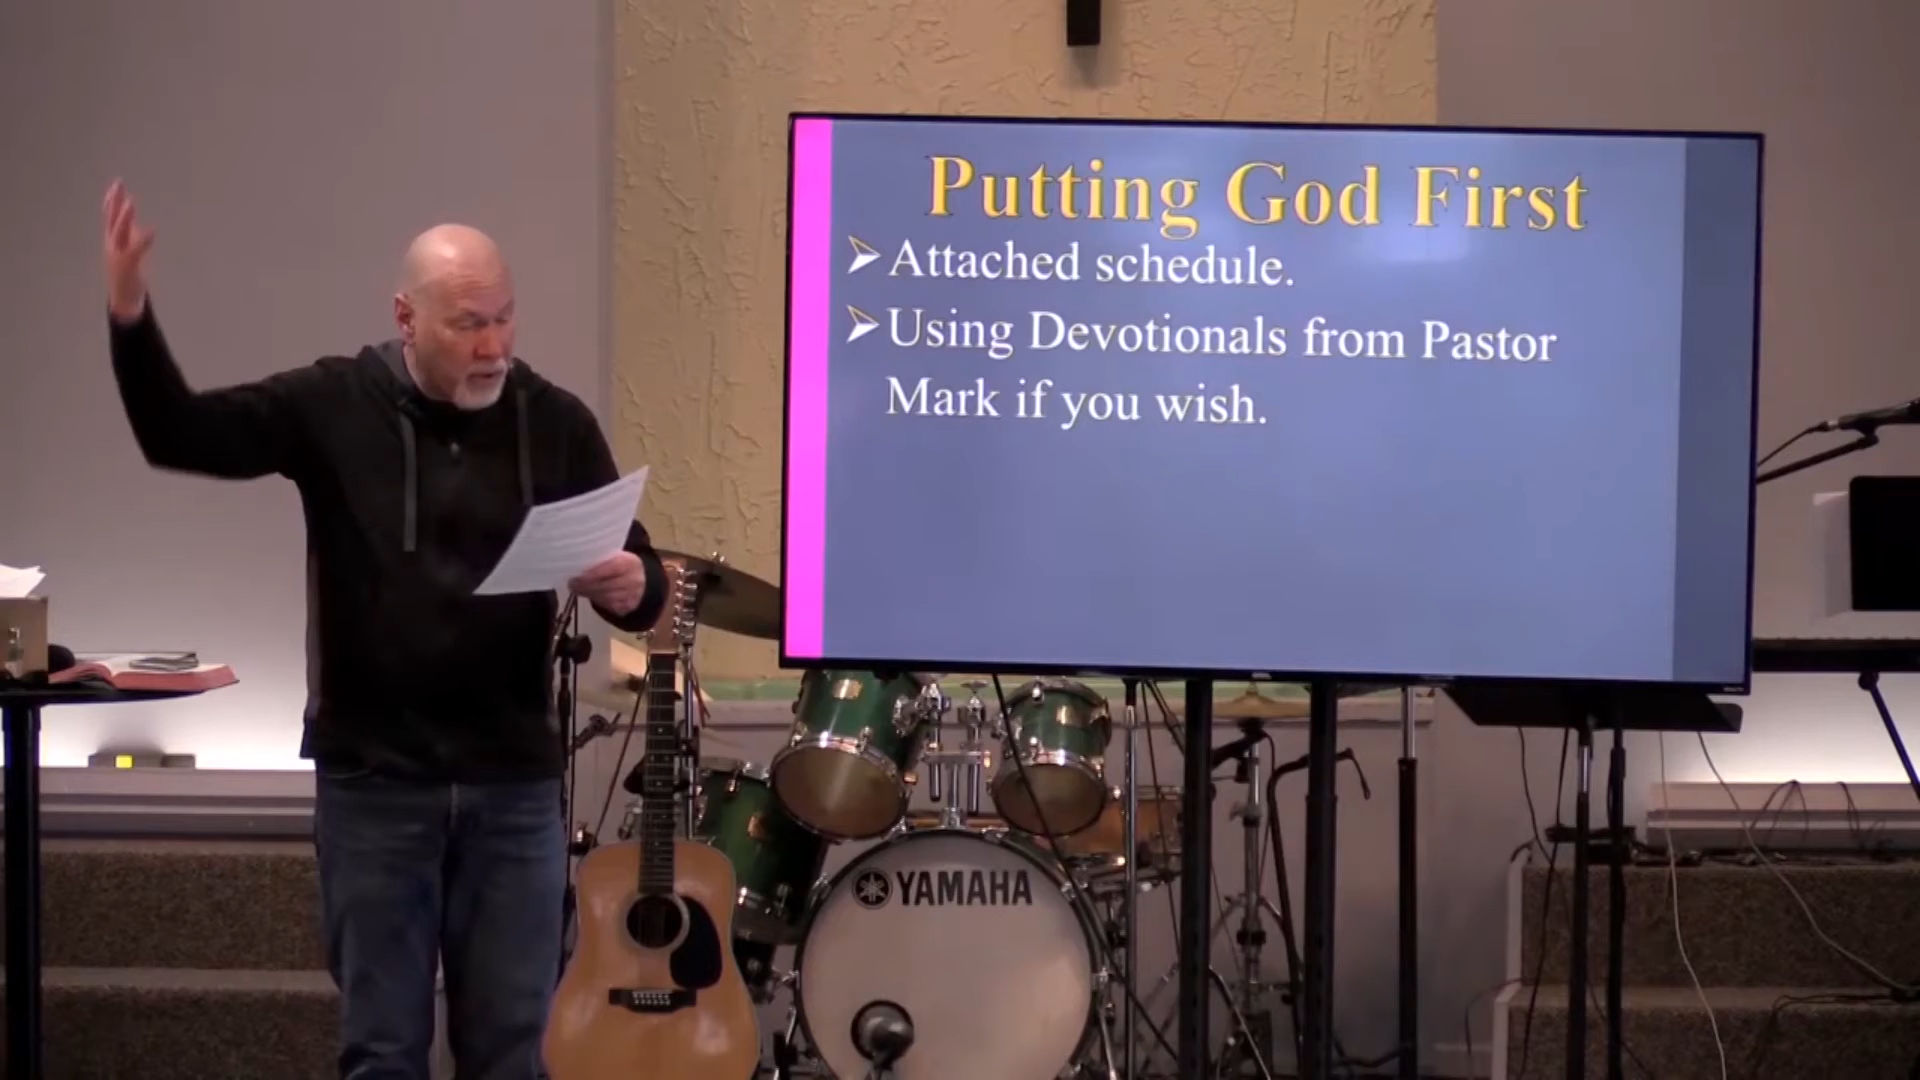 Putting God First
Attached schedule.
Using Devotionals from Pastor
Mark if you wish.
YAMAHA